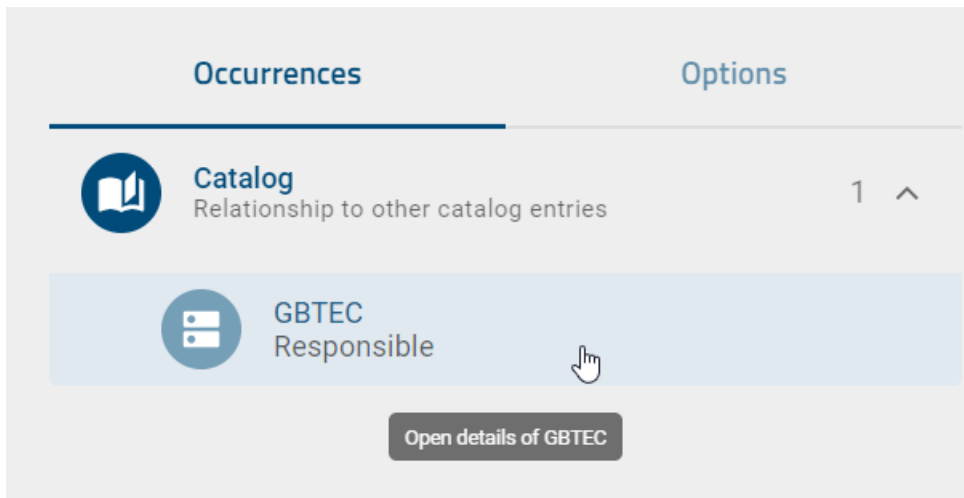 Occurrences
Options
Catalog
1
Relationship to other catalog entries
GBTEC
Responsible
Open details of GBTEC